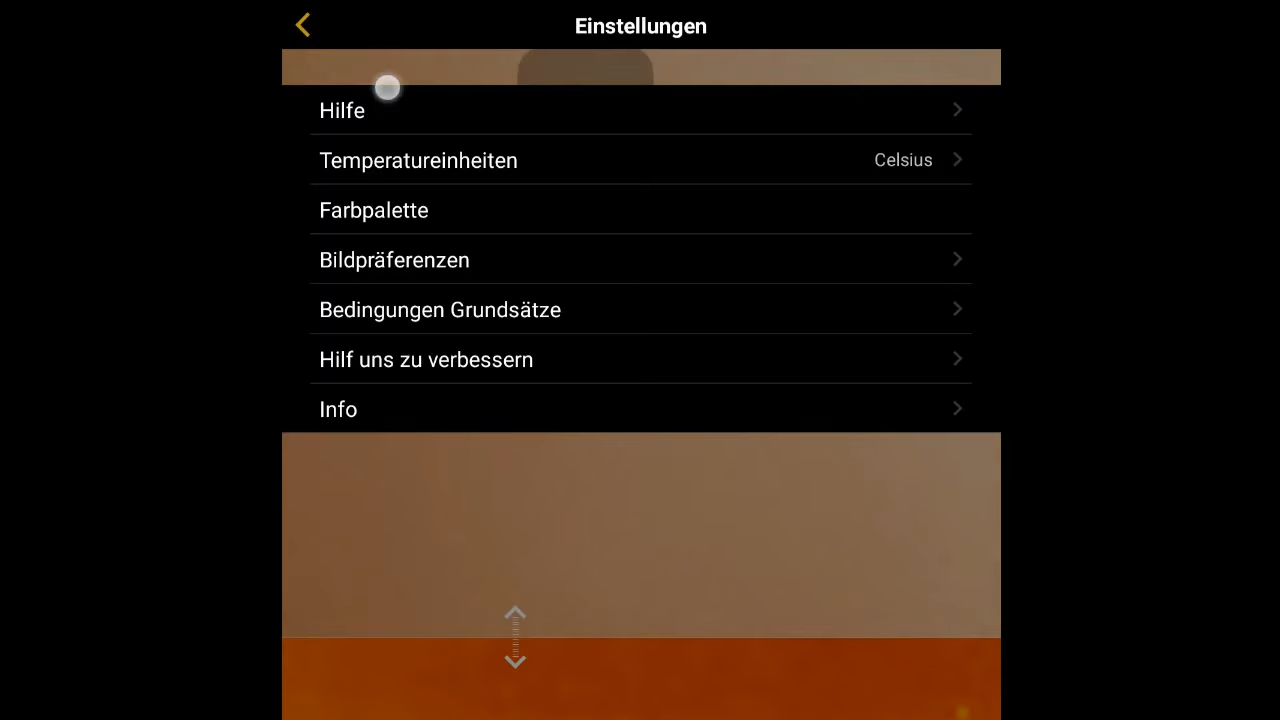 Einstellungen
Hilfe
Temperatureinheiten Celsius
Farbpalette
Bildpräferenzen
Bedingungen Grundsätze
Hilf uns zu verbessern
Info